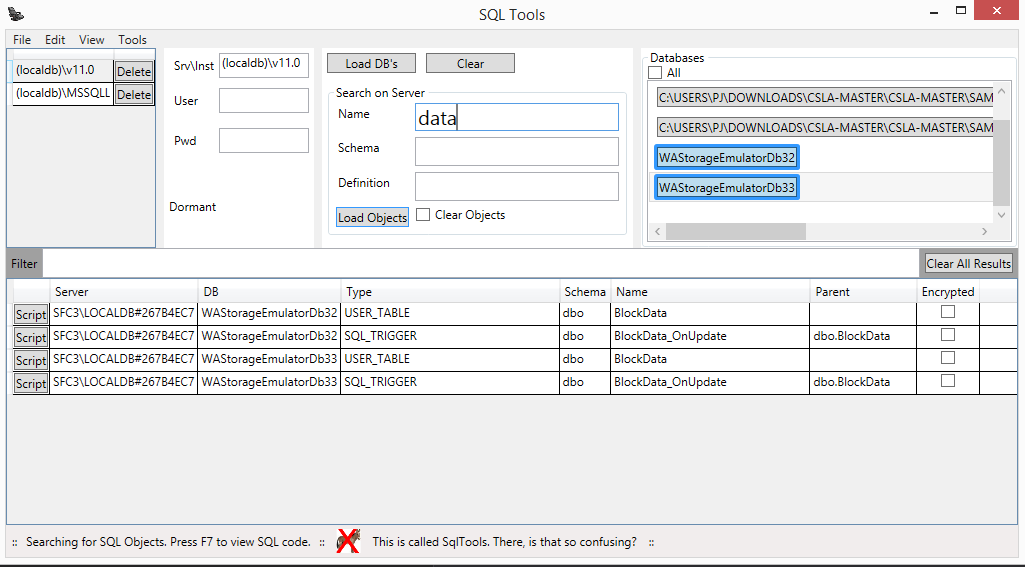 SQL Tools
File Edit View Tools
(localdb)\v11.0 Delete
(localdb)\MSSQLL Delete
Srv\Inst (localdb)\v11.0
User
Pwd
Dormant
Load DB's Clear
Search on Server
Name data
Schema
Definition
Load Objects Clear Objects
Databases
All
C:\USERS\PJ\DOWNLOADS\CSLA-MASTER\CSLA-MASTER\SAM
C:\USERS\PJ\DOWNLOADS\CSLA-MASTER\CSLA-MASTER\SAM
WAStorageEmulatorDb32
WAStorageEmulatorDb33
Filter Clear All Results
Server DB Type Schema Name Parent Encrypted
Script SFC3\LOCALDB#267B4EC7 WAStorageEmulatorDb32 USER_TABLE dbo BlockData
Script SFC3\LOCALDB#267B4EC7 WAStorageEmulatorDb32 SQL_TRIGGER dbo BlockData_OnUpdate dbo.BlockData
Script SFC3\LOCALDB#267B4EC7 WAStorageEmulatorDb33 USER_TABLE dbo BlockData
Script SFC3\LOCALDB#267B4EC7 WAStorageEmulatorDb33 SQL_TRIGGER dbo BlockData_OnUpdate dbo.BlockData
:: Searching for SQL Objects. Press F7 to view SQL code. :: This is called SqlTools. There, is that so confusing? ::